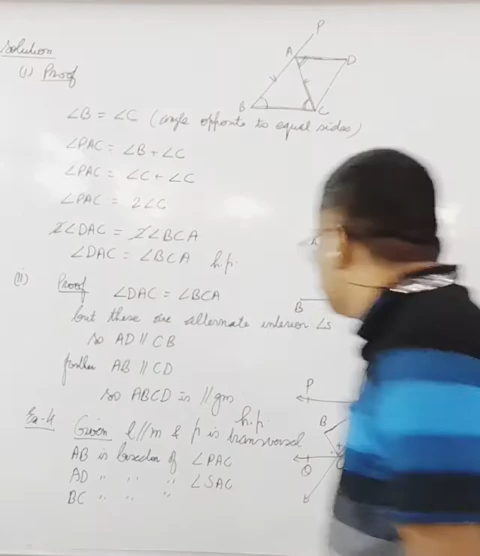 Solution
(i) Proof
P
A
D
B
C
∠B = ∠C (angle opposite to equal sides)
∠PAC = ∠B + ∠C
∠PAC = ∠C + ∠C
∠PAC = 2∠C
2∠DAC = 2∠BCA
∠DAC = ∠BCA h.p.
A
B
(ii) Proof ∠DAC = ∠BCA
but these are alternate interior ∠s
so AD // CB
further AB // CD
so ABCD is //gm
h.p.
P
B
Q
Ex-4 Given l//m & p is transversal
AB is bisector of ∠PAC
AD " " " ∠SAC
BC " " "